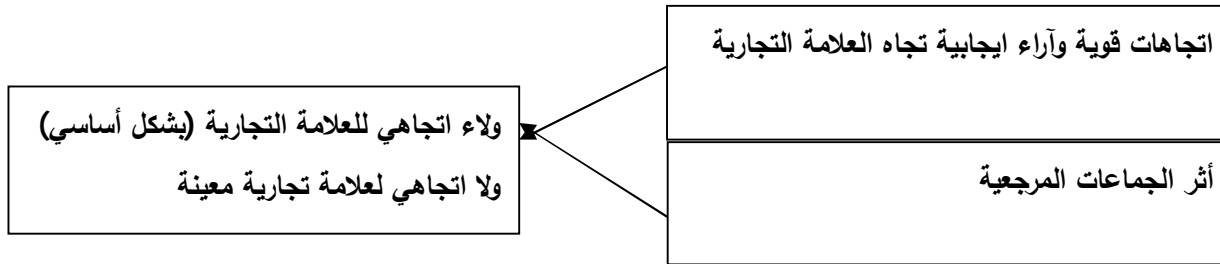 اتجاهات قوية وآراء ايجابية تجاه العلامة التجارية
أثر الجماعات المرجعية
ولاء اتجاهي للعلامة التجارية (بشكل أساسي)
ولا اتجاهي لعلامة تجارية معينة